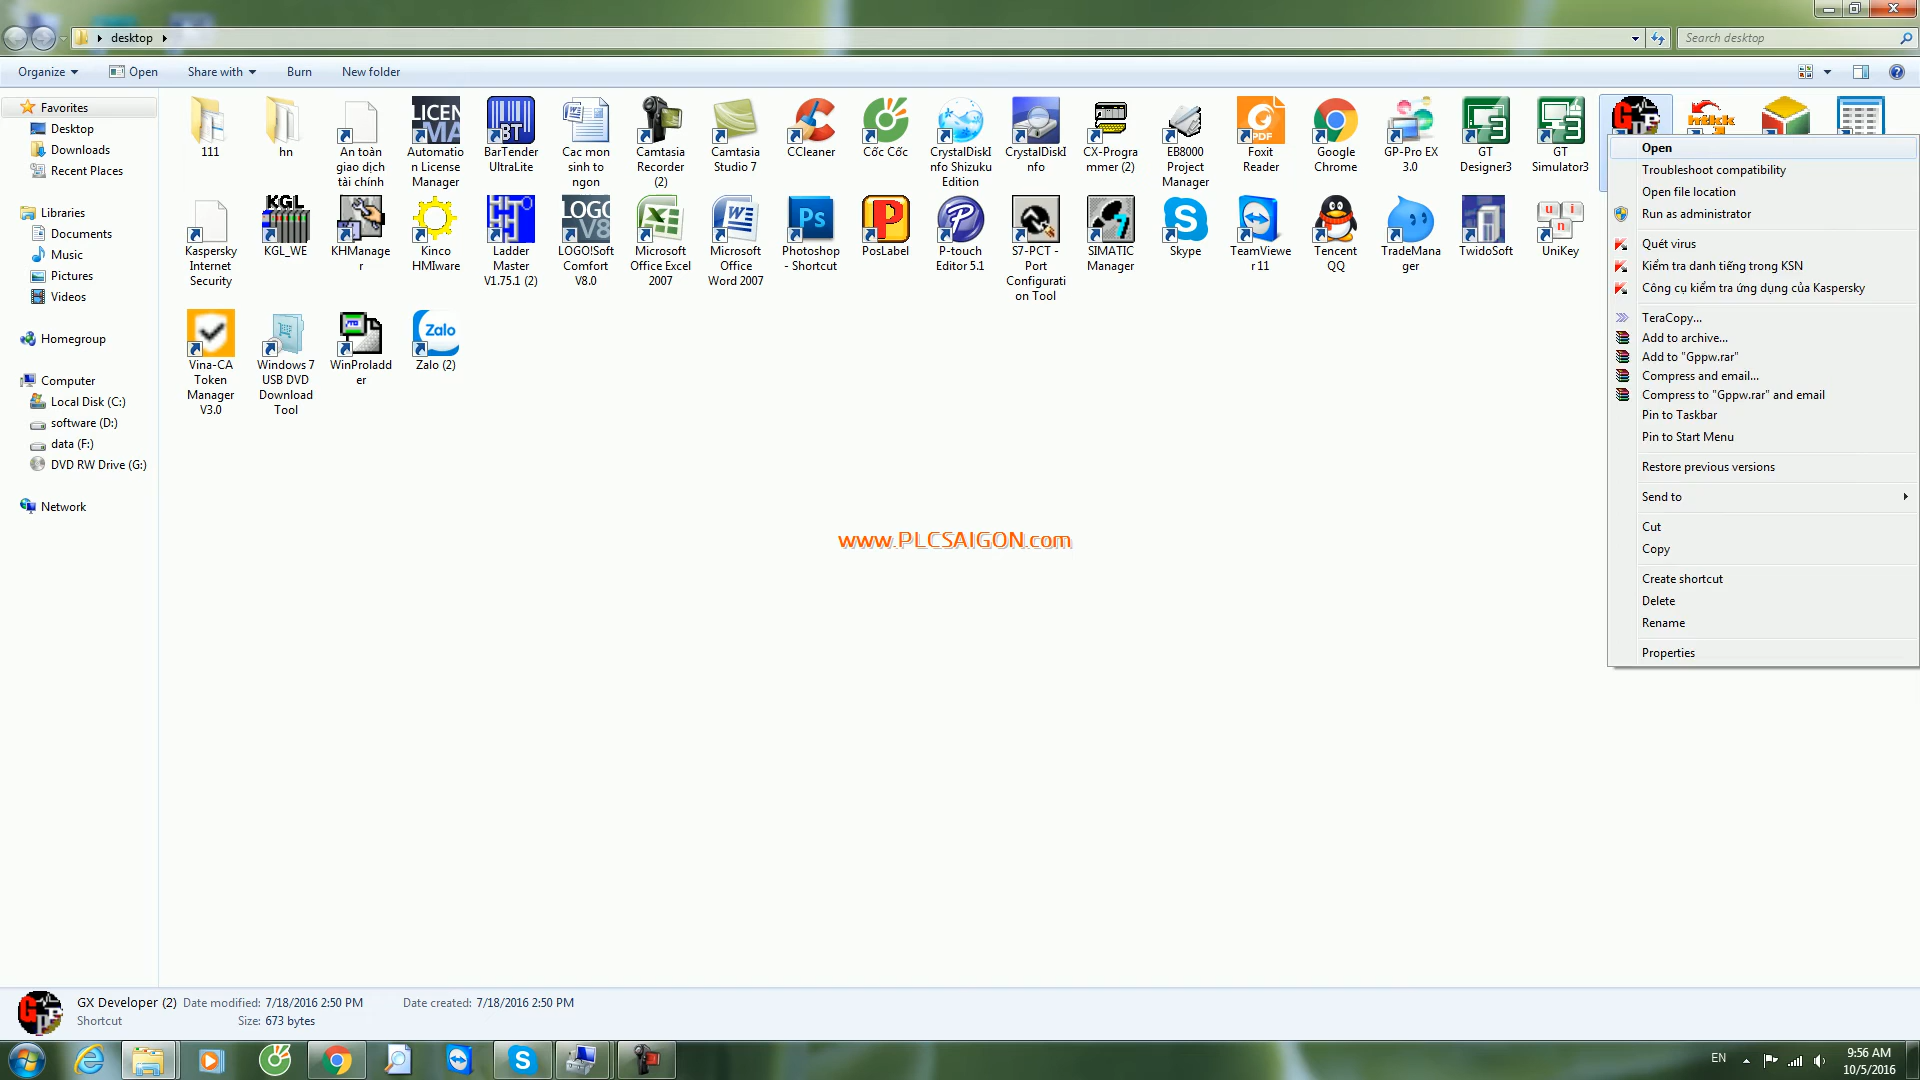 desktop
Search desktop
Organize
Open
Share with
Burn
New folder
Favorites
Desktop
Downloads
Recent Places
Libraries
Documents
Music
Pictures
Videos
Homegroup
Computer
Local Disk (C:)
software (D:)
data (F:)
DVD RW Drive (G:)
Network
111
hn
An toàn
giao dịch
tài chính
Automatio
n License
Manager
BarTender
UltraLite
Cac mon
sinh to
ngon
Camtasia
Recorder
(2)
Camtasia
Studio 7
CCleaner
Cốc Cốc
CrystalDiskI
nfo Shizuku
Edition
CrystalDiskI
nfo
CX-Progra
mmer (2)
EB8000
Project
Manager
Foxit
Reader
Google
Chrome
GP-Pro EX
3.0
GT
Designer3
GT
Simulator3
Kaspersky
Internet
Security
KGL_WE
KHManage
r
Kinco
HMIware
Ladder
Master
V1.75.1 (2)
LOGO!Soft
Comfort
V8.0
Microsoft
Office Excel
2007
Microsoft
Office
Word 2007
Photoshop
- Shortcut
PosLabel
P-touch
Editor 5.1
S7-PCT -
Port
Configurati
on Tool
SIMATIC
Manager
Skype
TeamViewe
r 11
Tencent
QQ
TradeMana
ger
TwidoSoft
UniKey
Vina-CA
Token
Manager
V3.0
Windows 7
USB DVD
Download
Tool
WinProladd
er
Zalo (2)
Open
Troubleshoot compatibility
Open file location
Run as administrator
Quét virus
Kiểm tra danh tiếng trong KSN
Công cụ kiểm tra ứng dụng của Kaspersky
TeraCopy...
Add to archive...
Add to "Gppw.rar"
Compress and email...
Compress to "Gppw.rar" and email
Pin to Taskbar
Pin to Start Menu
Restore previous versions
Send to
Cut
Copy
Create shortcut
Delete
Rename
Properties
www.PLCSAIGON.com
GX Developer (2) Date modified: 7/18/2016 2:50 PM Date created: 7/18/2016 2:50 PM
Shortcut Size: 673 bytes
EN
9:56 AM
10/5/2016